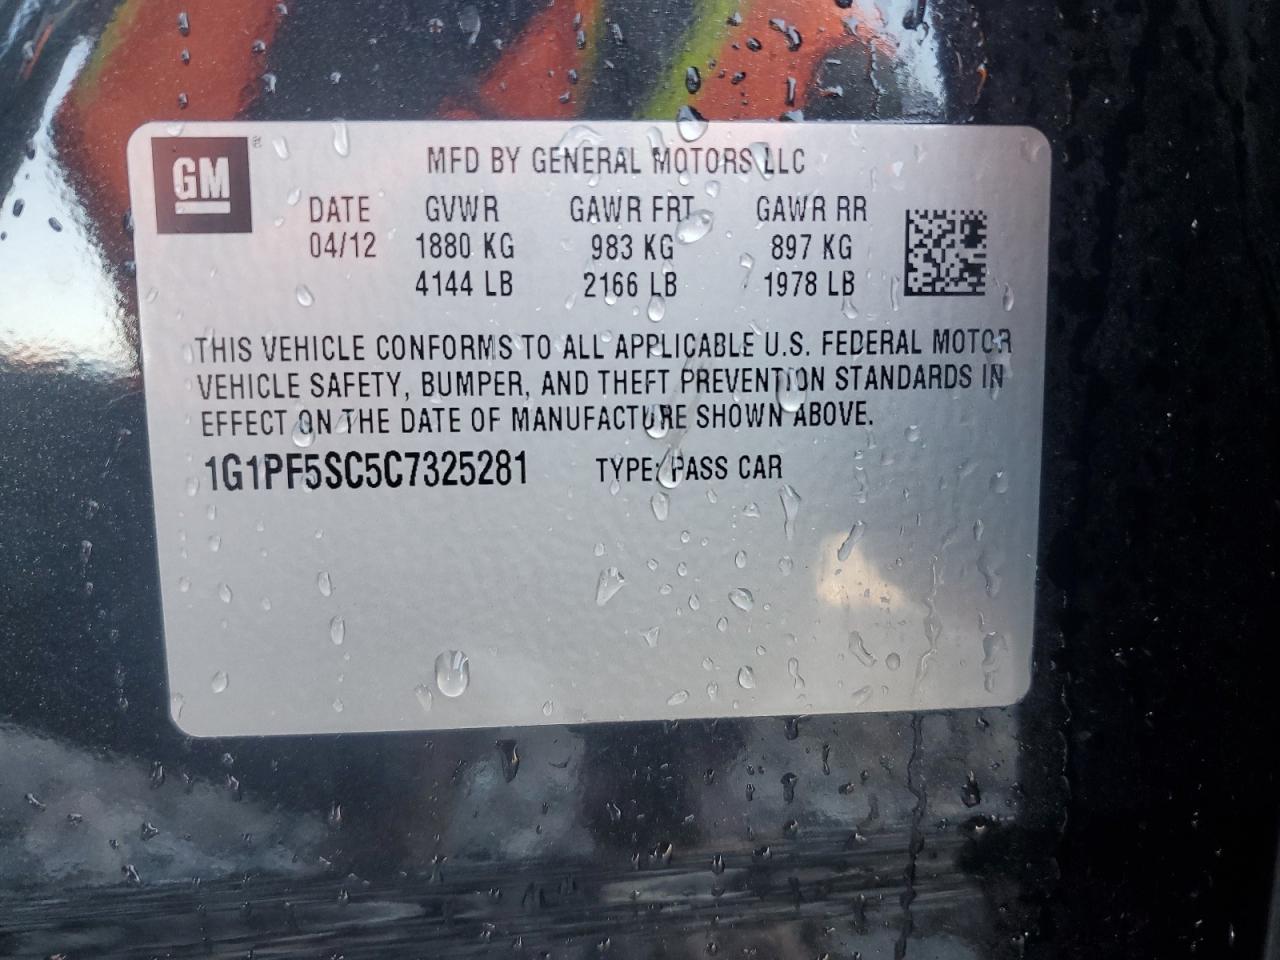 GM
MFD BY GENERAL MOTORS LLC
DATE GVWR GAWR FRT GAWR RR
04/12 1880 KG 983 KG 897 KG
4144 LB 2166 LB 1978 LB
THIS VEHICLE CONFORMS TO ALL APPLICABLE U.S. FEDERAL MOTOR
VEHICLE SAFETY, BUMPER, AND THEFT PREVENTION STANDARDS IN
EFFECT ON THE DATE OF MANUFACTURE SHOWN ABOVE.
1G1PF5SC5C7325281 TYPE: PASS CAR